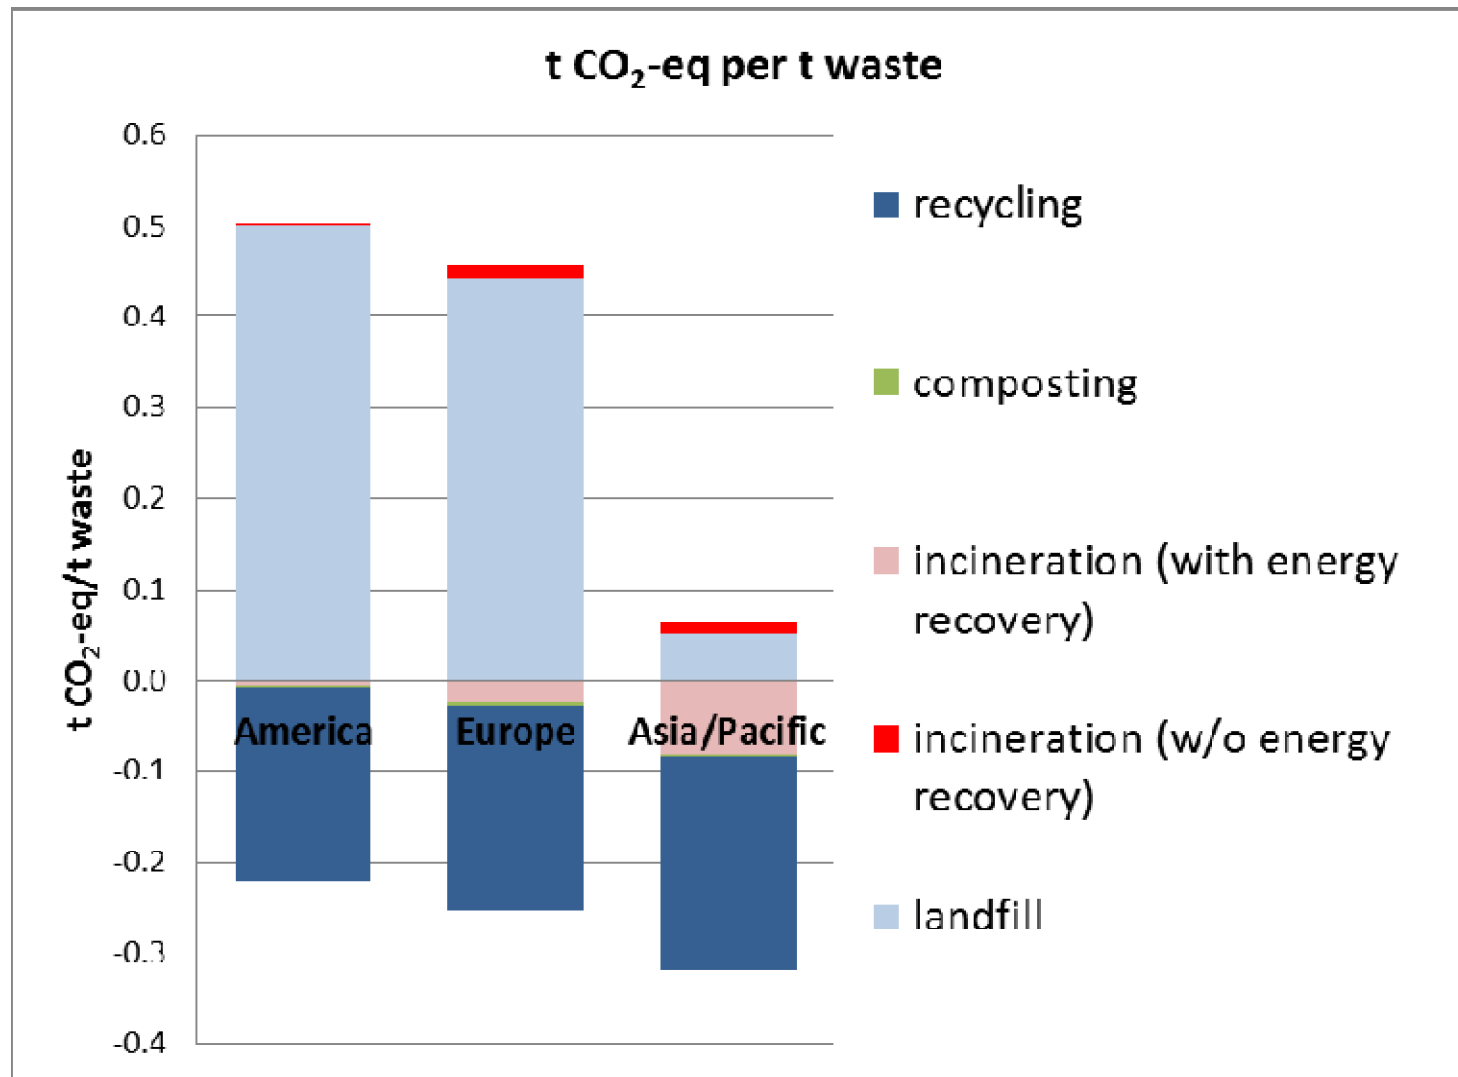 t CO₂-eq per t waste
0.6
0.5
0.4
0.3
0.2
0.1
0.0
-0.1
-0.2
-0.3
-0.4
t CO₂-eq/t waste
America
Europe
Asia/Pacific
recycling
composting
incineration (with energy
recovery)
incineration (w/o energy
recovery)
landfill